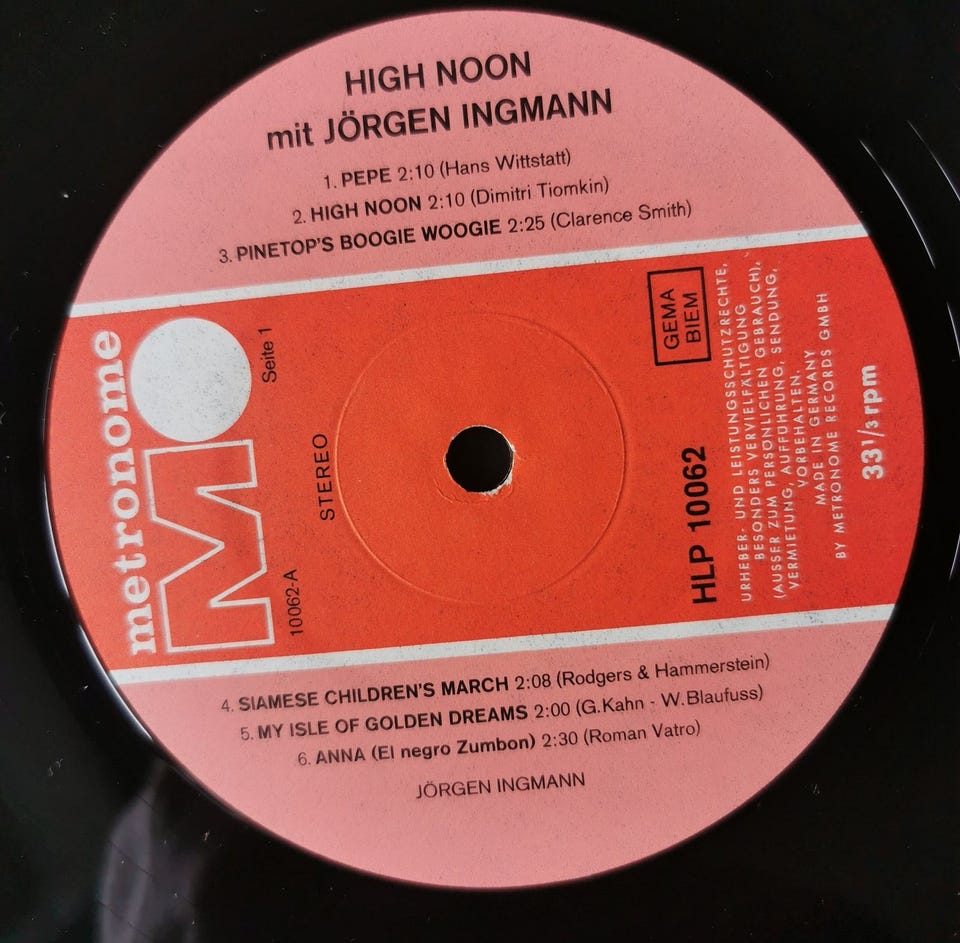 HIGH NOON
mit JÖRGEN INGMANN
1. PEPE 2:10 (Hans Wittstatt)
2. HIGH NOON 2:10 (Dimitri Tiomkin)
3. PINETOP'S BOOGIE WOOGIE 2:25 (Clarence Smith)
metronome
M
Seite 1
10062-A
STEREO
GEMA
BIEM
HLP 10062
URHEBER- UND LEISTUNGSSCHUTZRECHTE,
BESONDERS VERVIELFÄLTIGUNG
(AUSSER ZUM PERSÖNLICHEN GEBRAUCH),
VERMIETUNG, AUFFÜHRUNG, SENDUNG,
VORBEHALTEN.
MADE IN GERMANY
BY METRONOME RECORDS GMBH
33 1/3 rpm
4. SIAMESE CHILDREN'S MARCH 2:08 (Rodgers & Hammerstein)
5. MY ISLE OF GOLDEN DREAMS 2:00 (G.Kahn - W.Blaufuss)
6. ANNA (El negro Zumbon) 2:30 (Roman Vatro)
JÖRGEN INGMANN